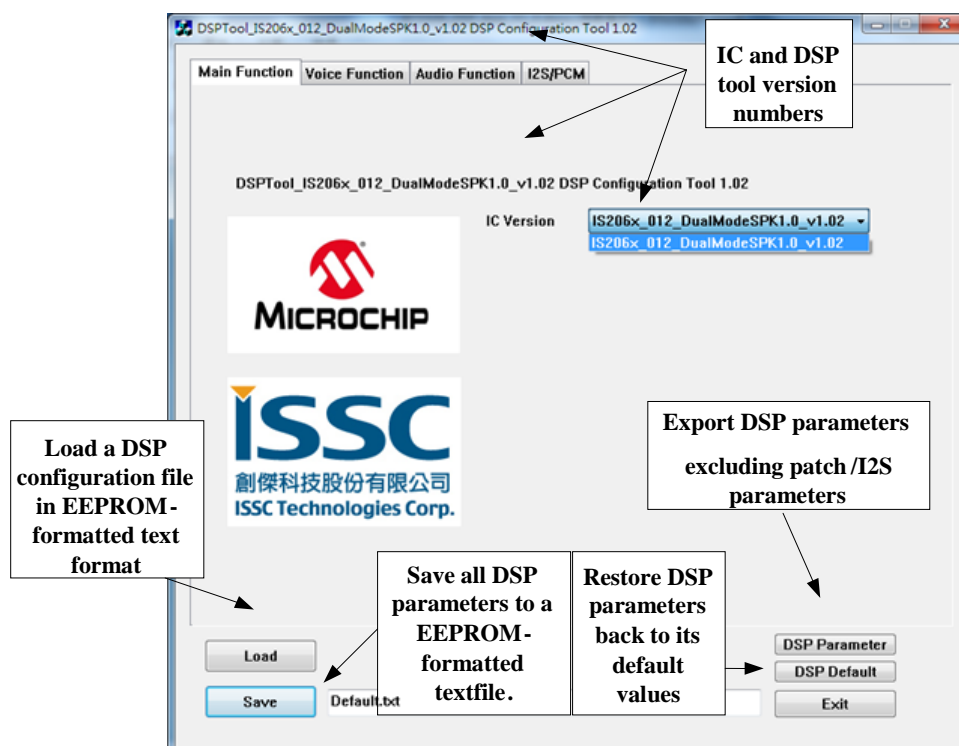 DSPTool_IS206x_012_DualModeSPK1.0_v1.02 DSP Configuration Tool 1.02
IC and DSP
tool version
numbers
Main Function
Voice Function
Audio Function
I2S/PCM
DSPTool_IS206x_012_DualModeSPK1.0_v1.02 DSP Configuration Tool 1.02
IC Version
IS206x_012_DualModeSPK1.0_v1.02
IS206x_012_DualModeSPK1.0_v1.02
MICROCHIP
ISSC
創傑科技股份有限公司
ISSC Technologies Corp.
Load a DSP
configuration file
in EEPROM-
formatted text
format
Export DSP parameters
excluding patch /I2S
parameters
Save all DSP
parameters to a
EEPROM-
formatted
textfile.
Restore DSP
parameters
back to its
default
values
Load
Save
Default.txt
DSP Parameter
DSP Default
Exit